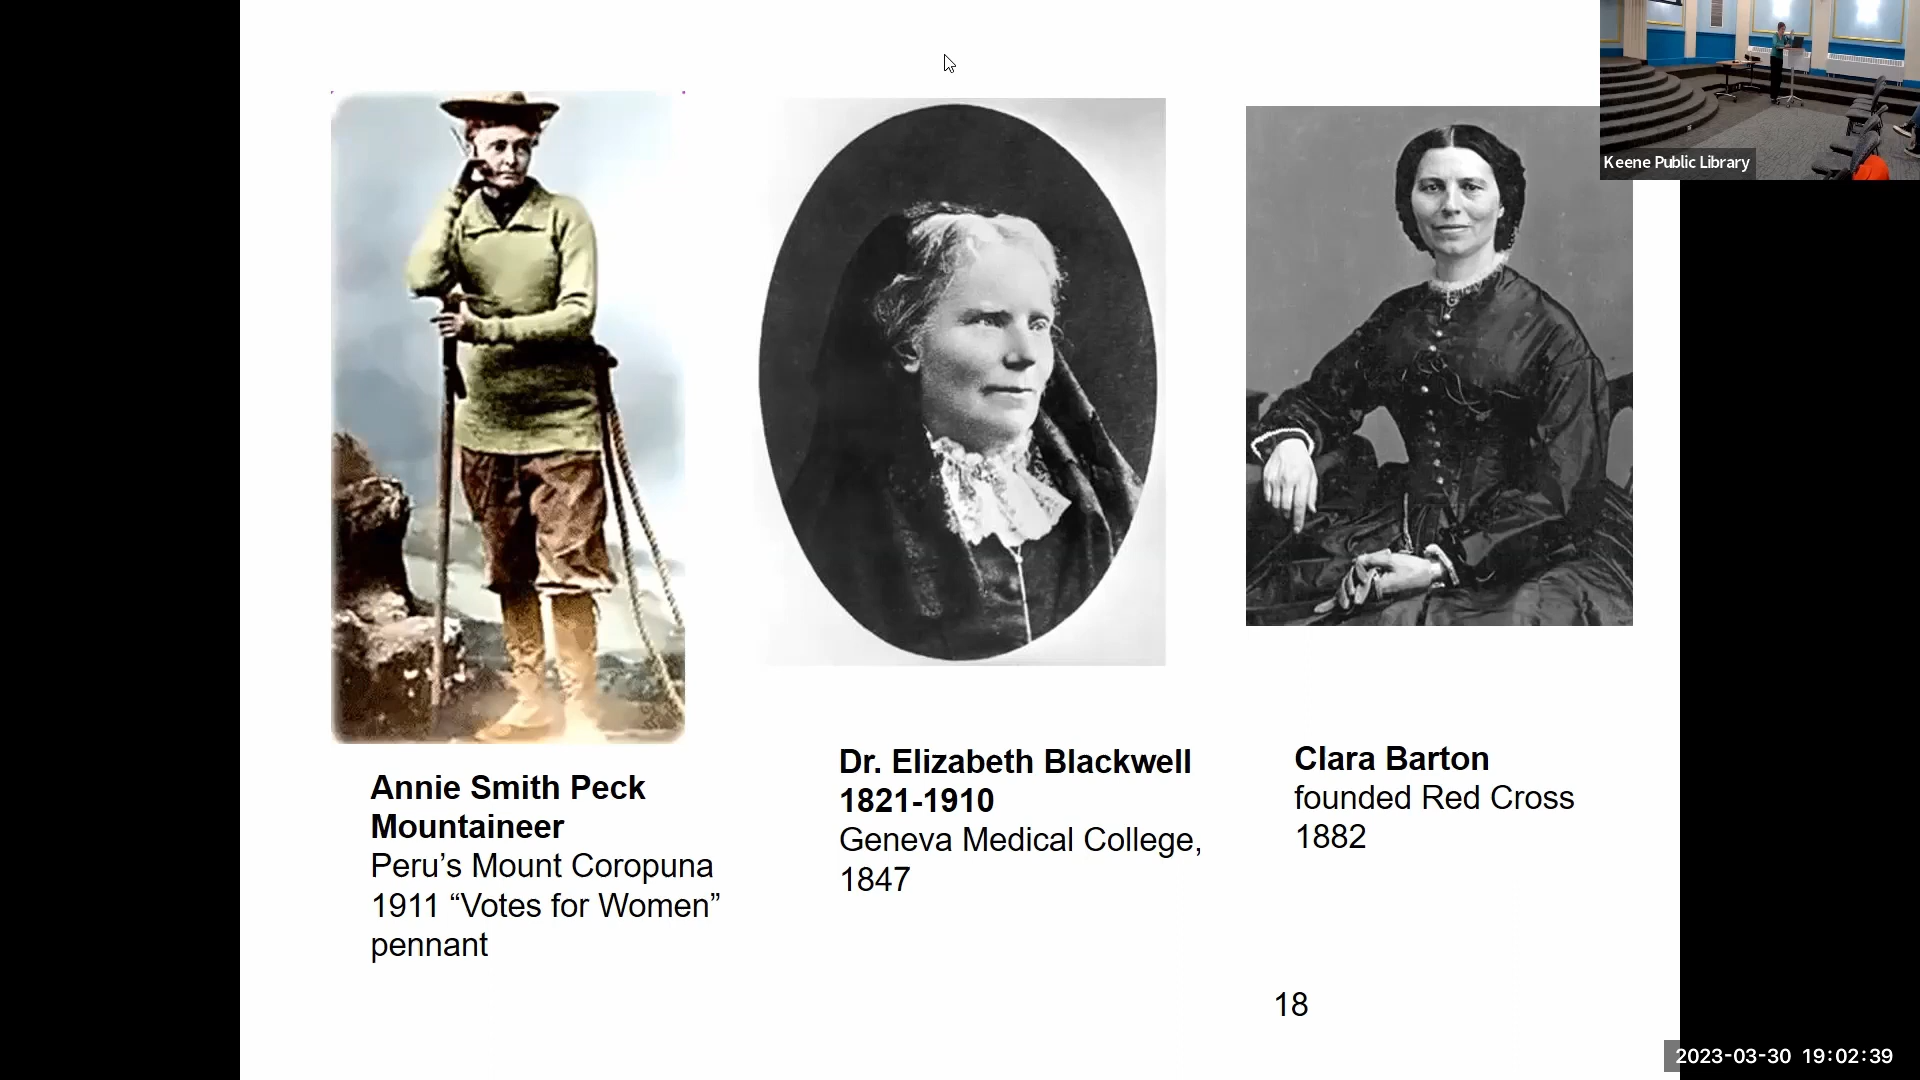 Keene Public Library
Annie Smith Peck
Mountaineer
Peru’s Mount Coropuna
1911 “Votes for Women”
pennant
Dr. Elizabeth Blackwell
1821-1910
Geneva Medical College,
1847
Clara Barton
founded Red Cross
1882
18
2023-03-30 19:02:39